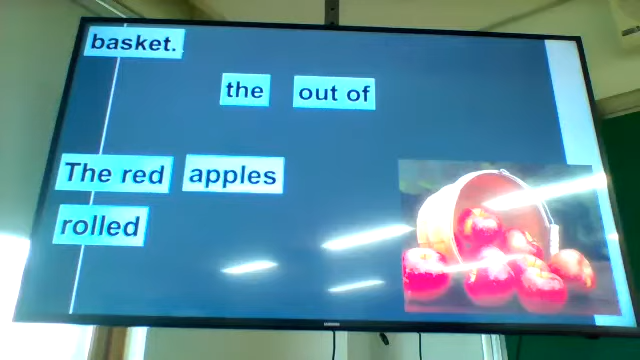 basket.
the out of
The red apples
rolled